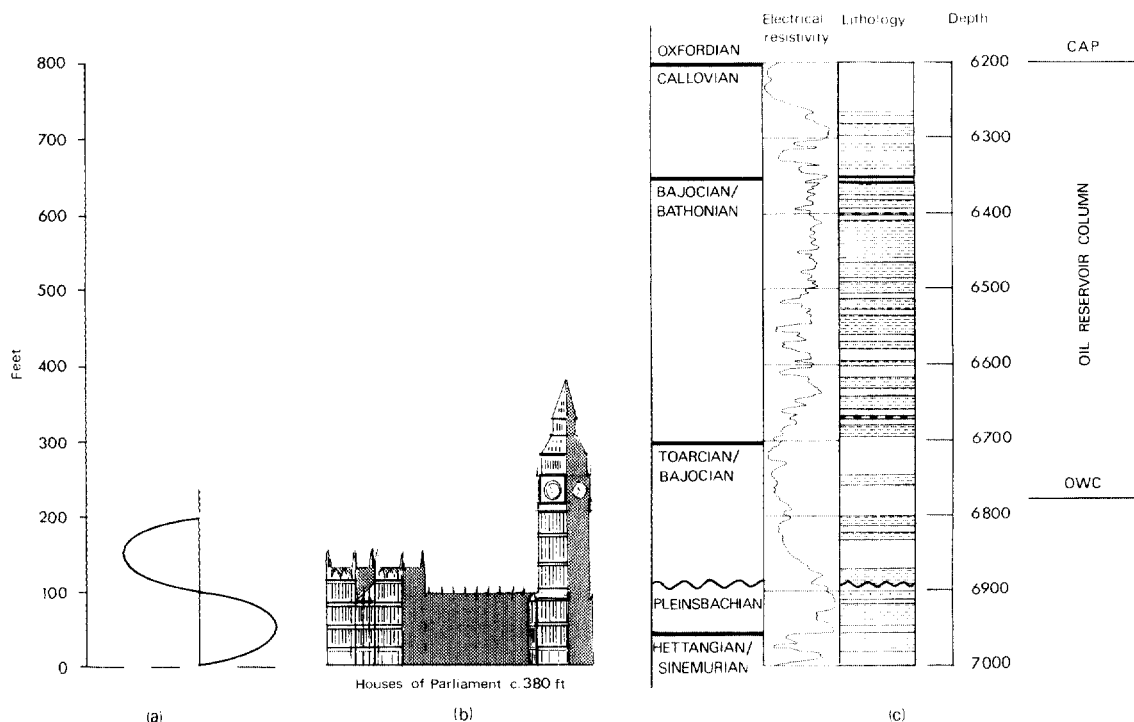 Feet
800
700
600
500
400
300
200
100
0
(a)
Houses of Parliament c. 380 ft
(b)
Electrical resistivity
Lithology
Depth
OXFORDIAN
CALLOVIAN
BAJOCIAN/
BATHONIAN
TOARCIAN/
BAJOCIAN
PLEINSBACHIAN
HETTANGIAN/
SINEMURIAN
6200
6300
6400
6500
6600
6700
6800
6900
7000
CAP
OIL RESERVOIR COLUMN
OWC
(c)